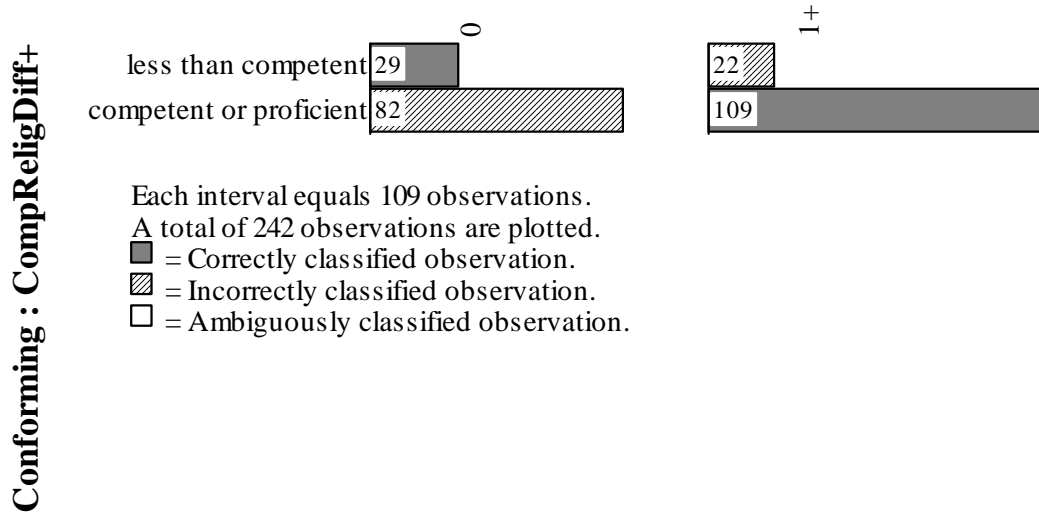 Conforming : CompReligDiff+
0
1+
less than competent 29 22
competent or proficient 82 109
Each interval equals 109 observations.
A total of 242 observations are plotted.
= Correctly classified observation.
= Incorrectly classified observation.
= Ambiguously classified observation.